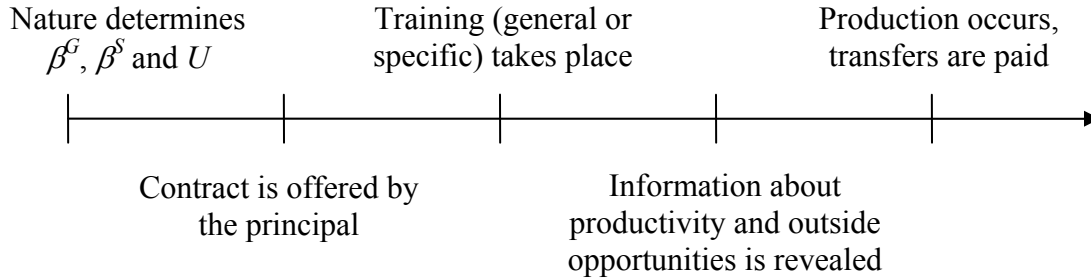 Nature determines
β^G, β^S and U
Contract is offered by
the principal
Training (general or
specific) takes place
Information about
productivity and outside
opportunities is revealed
Production occurs,
transfers are paid